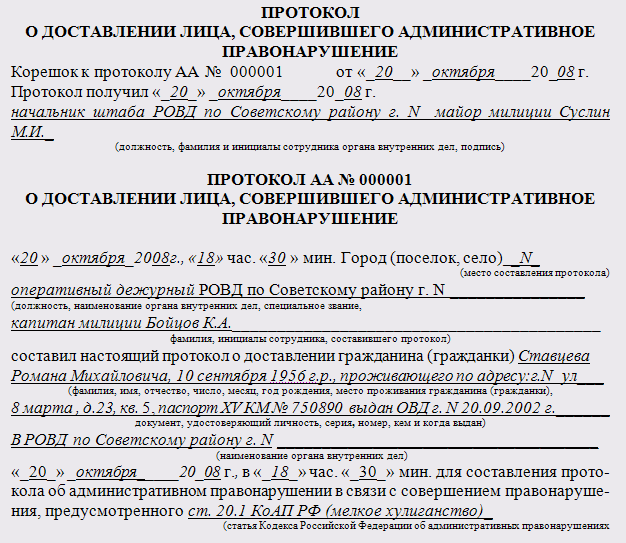 ПРОТОКОЛ
О ДОСТАВЛЕНИИ ЛИЦА, СОВЕРШИВШЕГО АДМИНИСТРАТИВНОЕ
ПРАВОНАРУШЕНИЕ
Корешок к протоколу АА № 000001 от «_20__» _октября____20_08 г.
Протокол получил «_20_» _октября____20_08 г.
начальник штаба РОВД по Советскому району г. N майор милиции Суслин
М.И._
(должность, фамилия и инициалы сотрудника органа внутренних дел, подпись)
ПРОТОКОЛ АА № 000001
О ДОСТАВЛЕНИИ ЛИЦА, СОВЕРШИВШЕГО АДМИНИСТРАТИВНОЕ
ПРАВОНАРУШЕНИЕ
«20 » _октября_2008г., «18» час. «30 » мин. Город (поселок, село)__N_
(место составления протокола)
оперативный дежурный РОВД по Советскому району г. N _________________
(должность, наименование органа внутренних дел, специальное звание,
капитан милиции Бойцов К.А._______________________________________________
фамилия, инициалы сотрудника, составившего протокол)
составил настоящий протокол о доставлении гражданина (гражданки) Ставцева
Романа Михайловича, 10 сентября 1956 г.р., проживающего по адресу:г.N ул___
(фамилия, имя, отчество, число, месяц, год рождения, место проживания гражданина (гражданки),
8 марта , д.23, кв. 5, паспорт XV КМ № 750890 выдан ОВД г. N 20.09.2002 г._______
документ, удостоверяющий личность, серия, номер, кем и когда выдан)
В РОВД по Советскому району г. N _________________________________________
(наименование органа внутренних дел)
«_20_» _октября_____20_08 г., в «_18_» час. «_30_» мин. для составления прото-
кола об административном правонарушении в связи с совершением правонаруше-
ния, предусмотренного ст. 20.1 КоАП РФ (мелкое хулиганство)_
(статья Кодекса Российской Федерации об административных правонарушениях